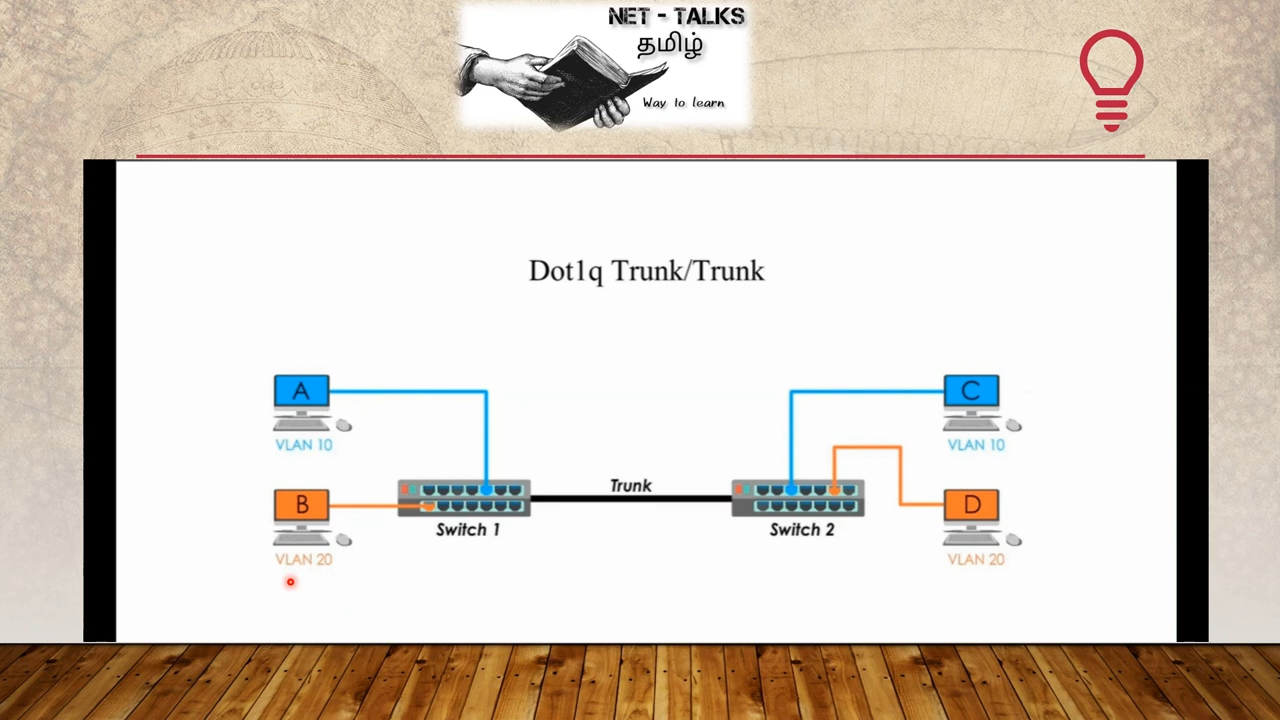 NET - TALKS
தமிழ்
Way to learn
Dot1q Trunk/Trunk
A
C
VLAN 10
VLAN 10
Trunk
B
D
Switch 1
Switch 2
VLAN 20
VLAN 20